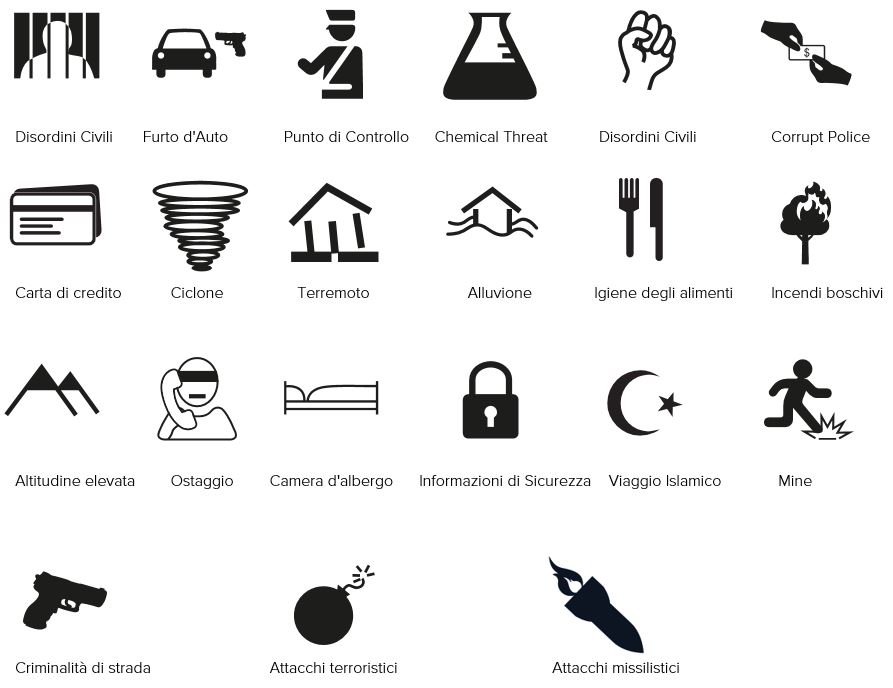 Disordini Civili
Furto d'Auto
Punto di Controllo
Chemical Threat
Disordini Civili
$
Corrupt Police
Carta di credito
Ciclone
Terremoto
Alluvione
Igiene degli alimenti
Incendi boschivi
Altitudine elevata
Ostaggio
Camera d'albergo
Informazioni di Sicurezza
Viaggio Islamico
Mine
Criminalità di strada
Attacchi terroristici
Attacchi missilistici